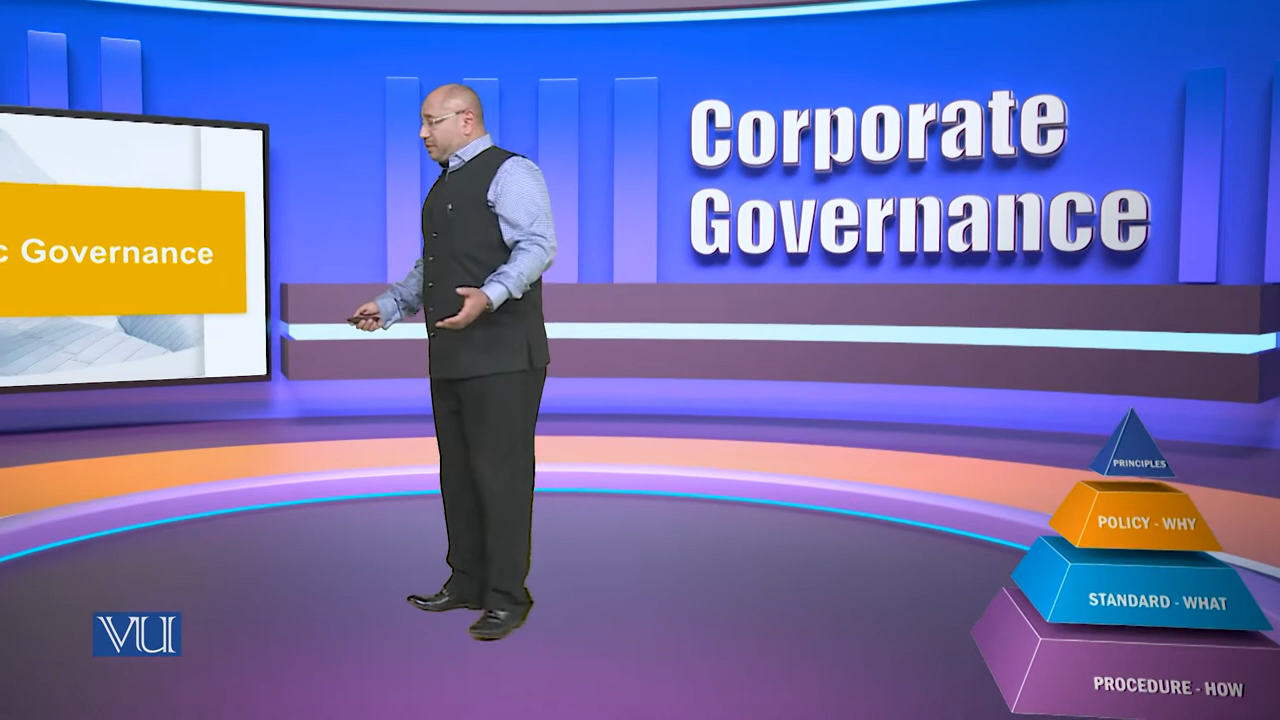 Corporate
Governance
c Governance
PRINCIPLES
POLICY - WHY
STANDARD - WHAT
PROCEDURE - HOW
VU